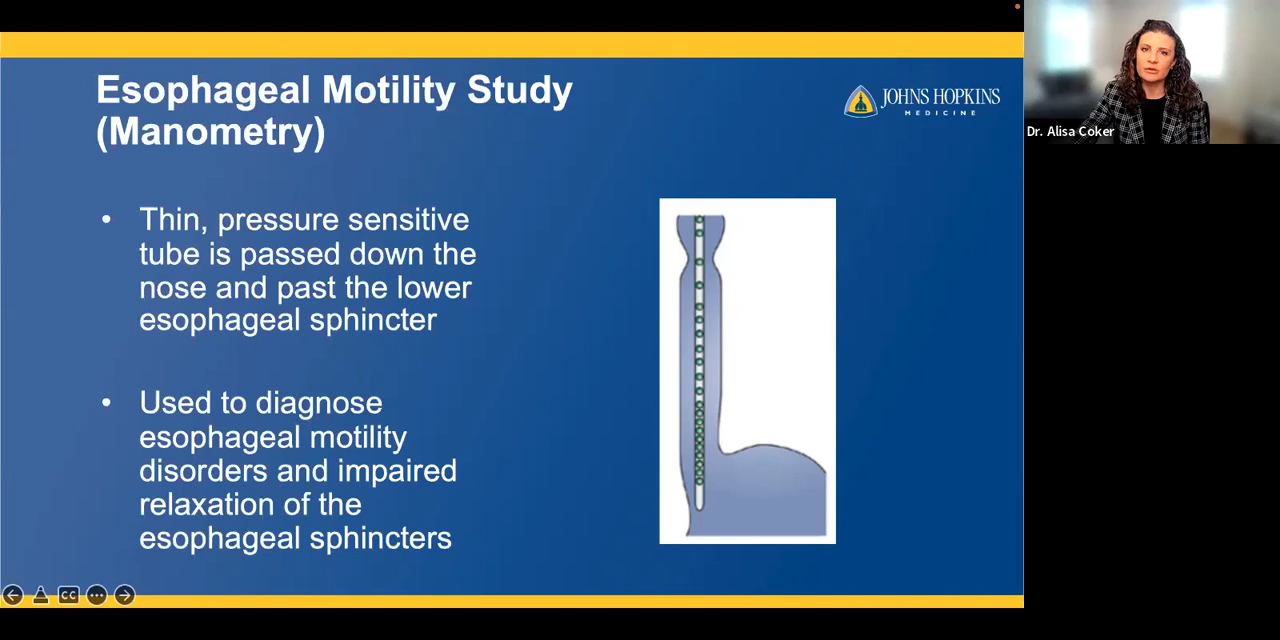 Esophageal Motility Study
(Manometry)
JOHNS HOPKINS
MEDICINE
Dr. Alisa Coker
• Thin, pressure sensitive
tube is passed down the
nose and past the lower
esophageal sphincter
• Used to diagnose
esophageal motility
disorders and impaired
relaxation of the
esophageal sphincters
CC